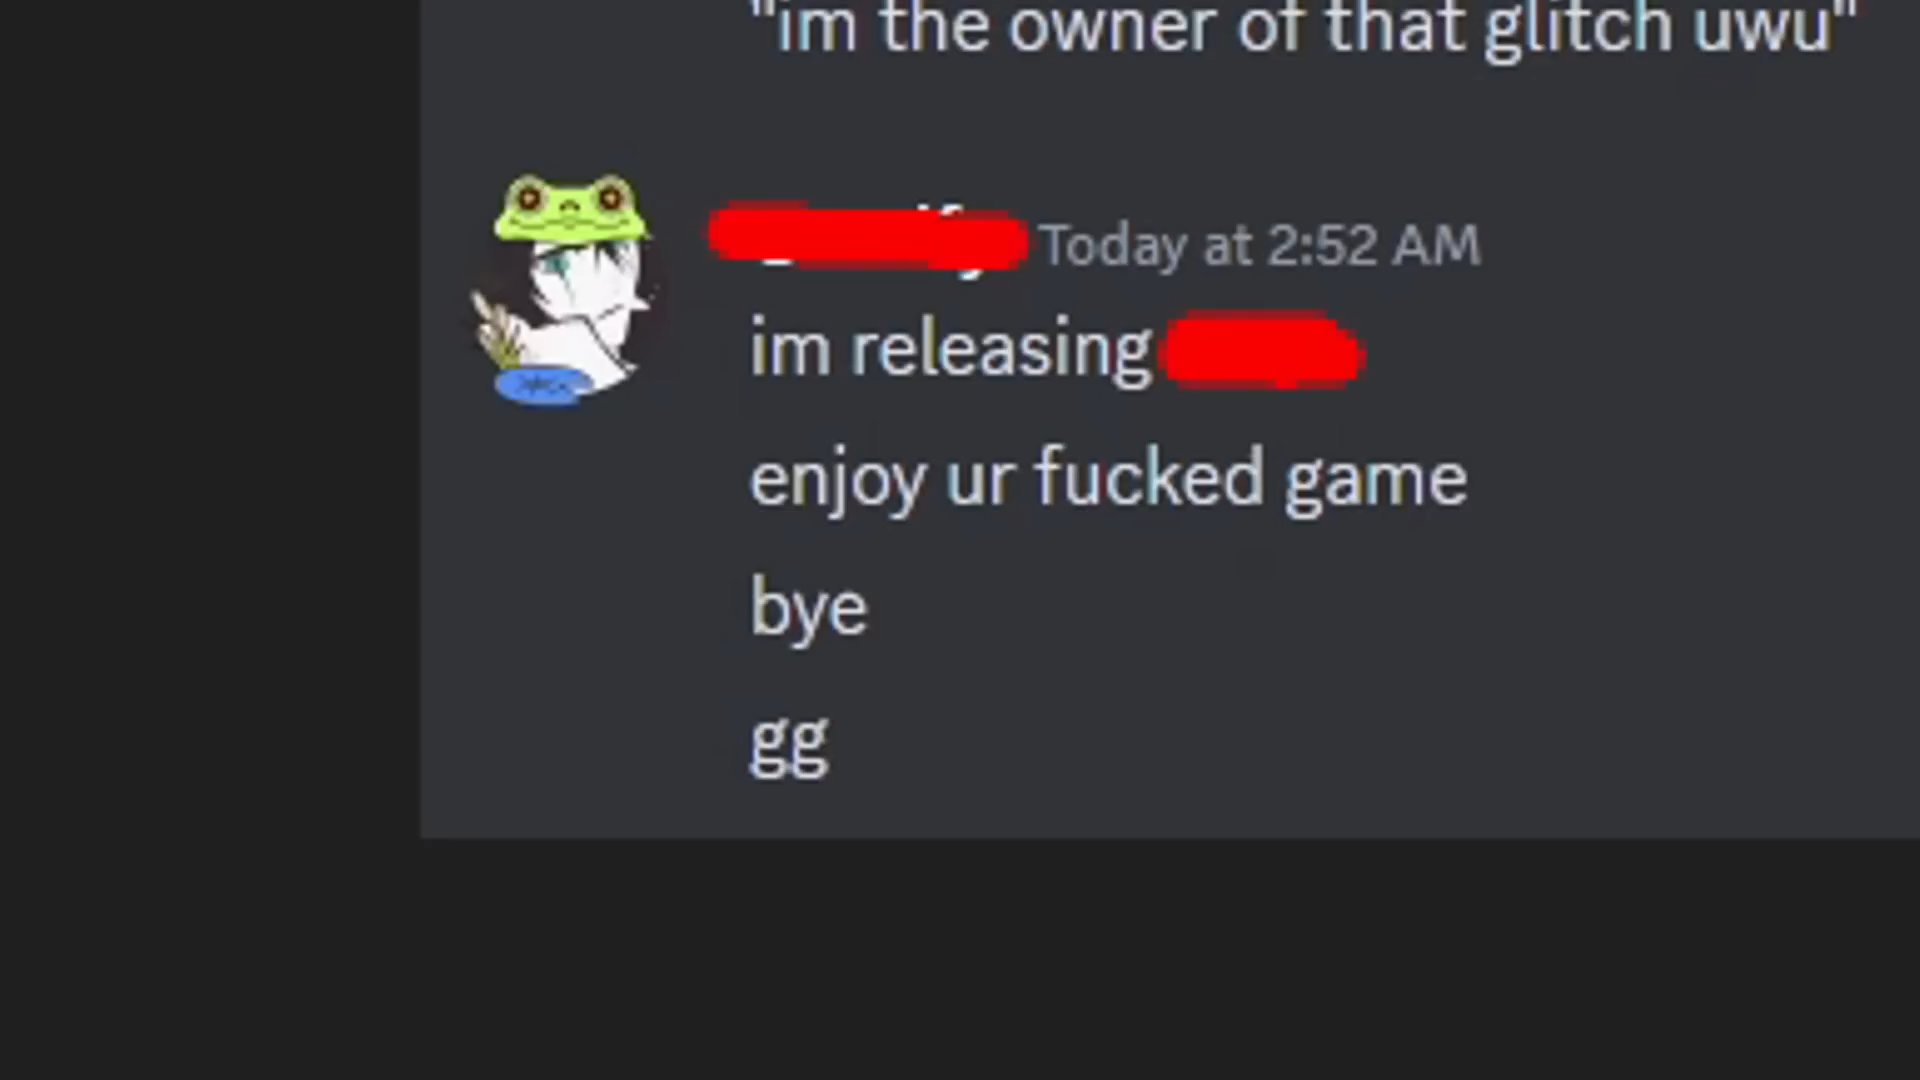 "im the owner of that glitch uwu"
Today at 2:52 AM
im releasing
enjoy ur fucked game
bye
gg